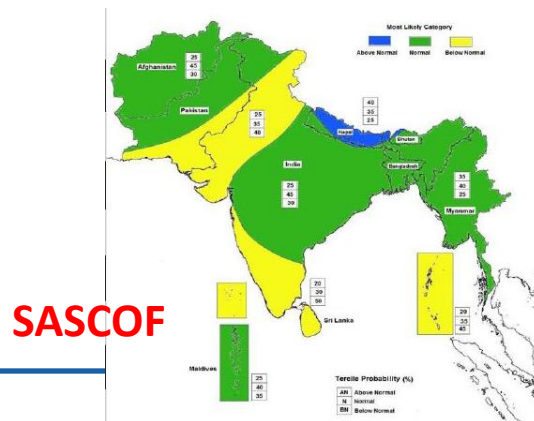 Most Likely Category
Above Normal Normal Below Normal
Afghanistan
25
45
30
Pakistan
25
35
40
40
35
25
Nepal
Bhutan
India
Bangladesh
25
45
30
35
40
25
Myanmar
20
30
50
Sri Lanka
20
35
45
SASCOF
Maldives
25
40
35
Tercile Probability (%)
AN Above Normal
N Normal
BN Below Normal